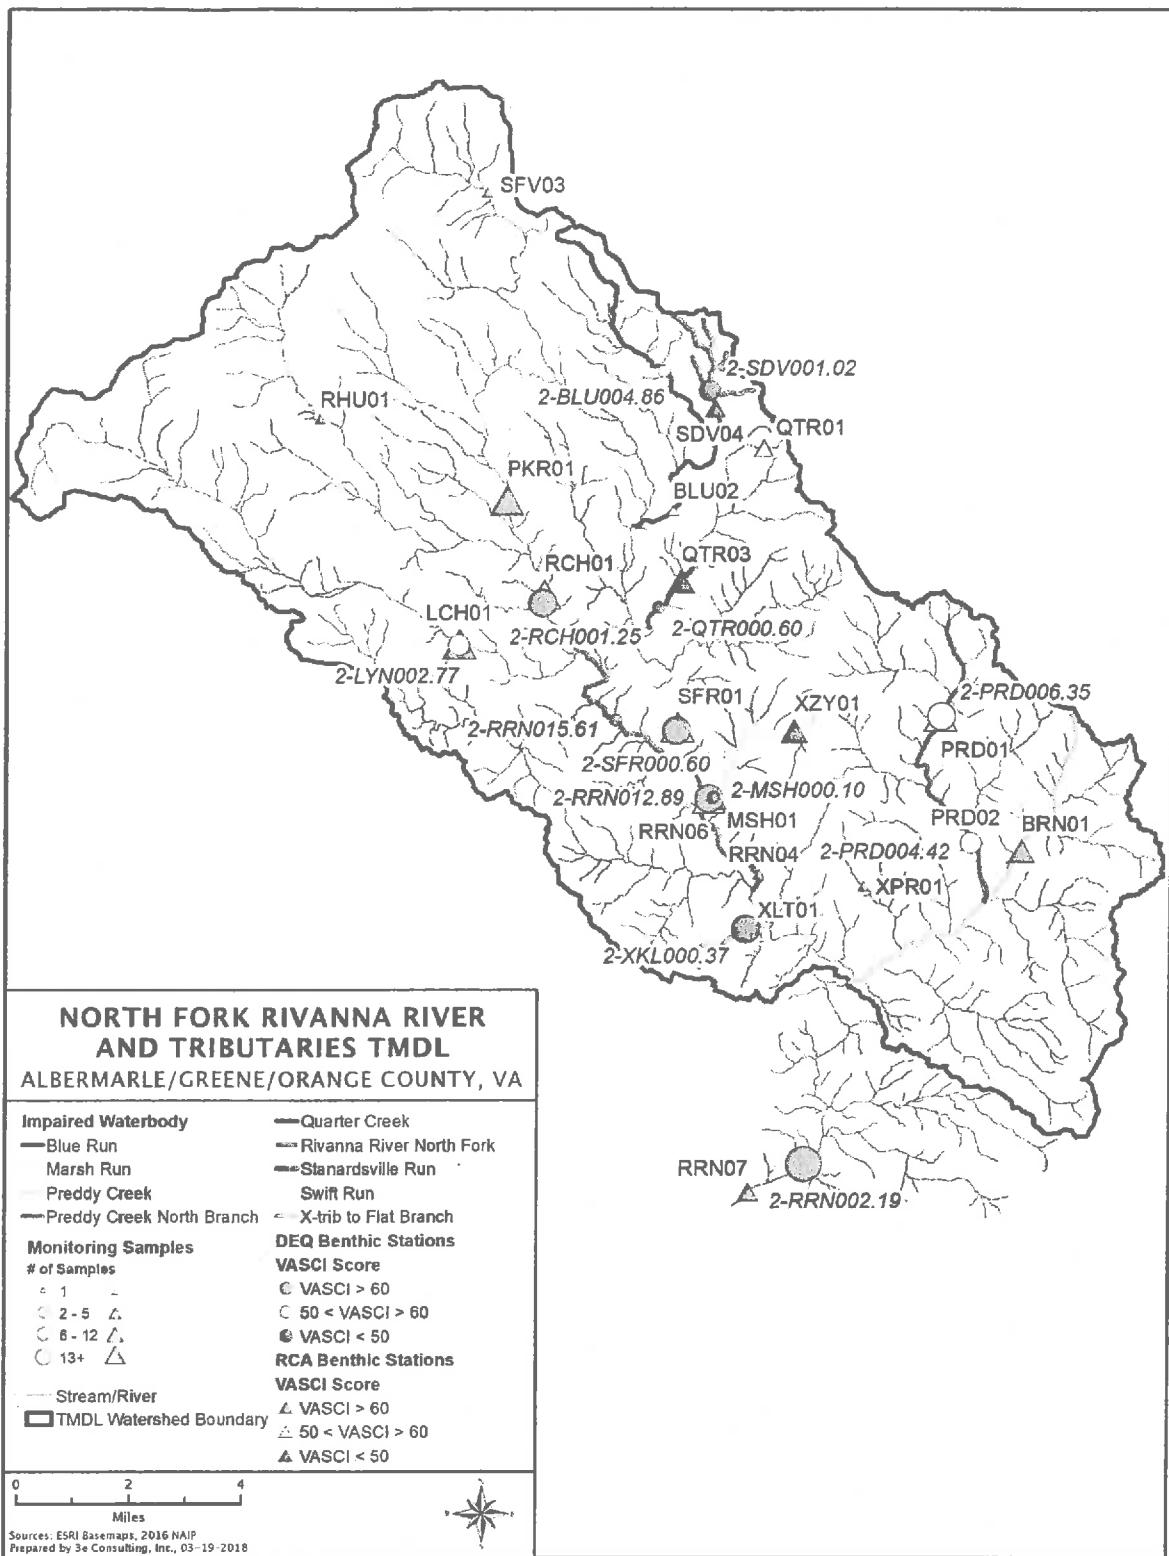 SFV03
2-SDV001.02
2-BLU004.86
RHU01
SDV04
QTR01
PKR01
BLU02
RCH01
QTR03
LCH01
2-RCH001.25
2-QTR000.60
2-LYN002.77
2-PRD006.35
SFR01
XZY01
2-RRN015.61
PRD01
2-SFR000.60
2-RRN012.89
2-MSH000.10
MSH01
PRD02
BRN01
RRN06
RRN04
2-PRD004.42
XPR01
XLT01
2-XKL000.37
RRN07
2-RRN002.19
NORTH FORK RIVANNA RIVER
AND TRIBUTARIES TMDL
ALBERMARLE/GREENE/ORANGE COUNTY, VA
Impaired Waterbody
Blue Run
Marsh Run
Preddy Creek
Preddy Creek North Branch
Monitoring Samples
# of Samples
1
2 - 5
6 - 12
13+
Stream/River
TMDL Watershed Boundary
Quarter Creek
Rivanna River North Fork
Stanardsville Run
Swift Run
X-trib to Flat Branch
DEQ Benthic Stations
VASCI Score
VASCI > 60
50 < VASCI > 60
VASCI < 50
RCA Benthic Stations
VASCI Score
VASCI > 60
50 < VASCI > 60
VASCI < 50
0 2 4
Miles
Sources: ESRI Basemaps, 2016 NAIP
Prepared by 3e Consulting, Inc., 03-19-2018